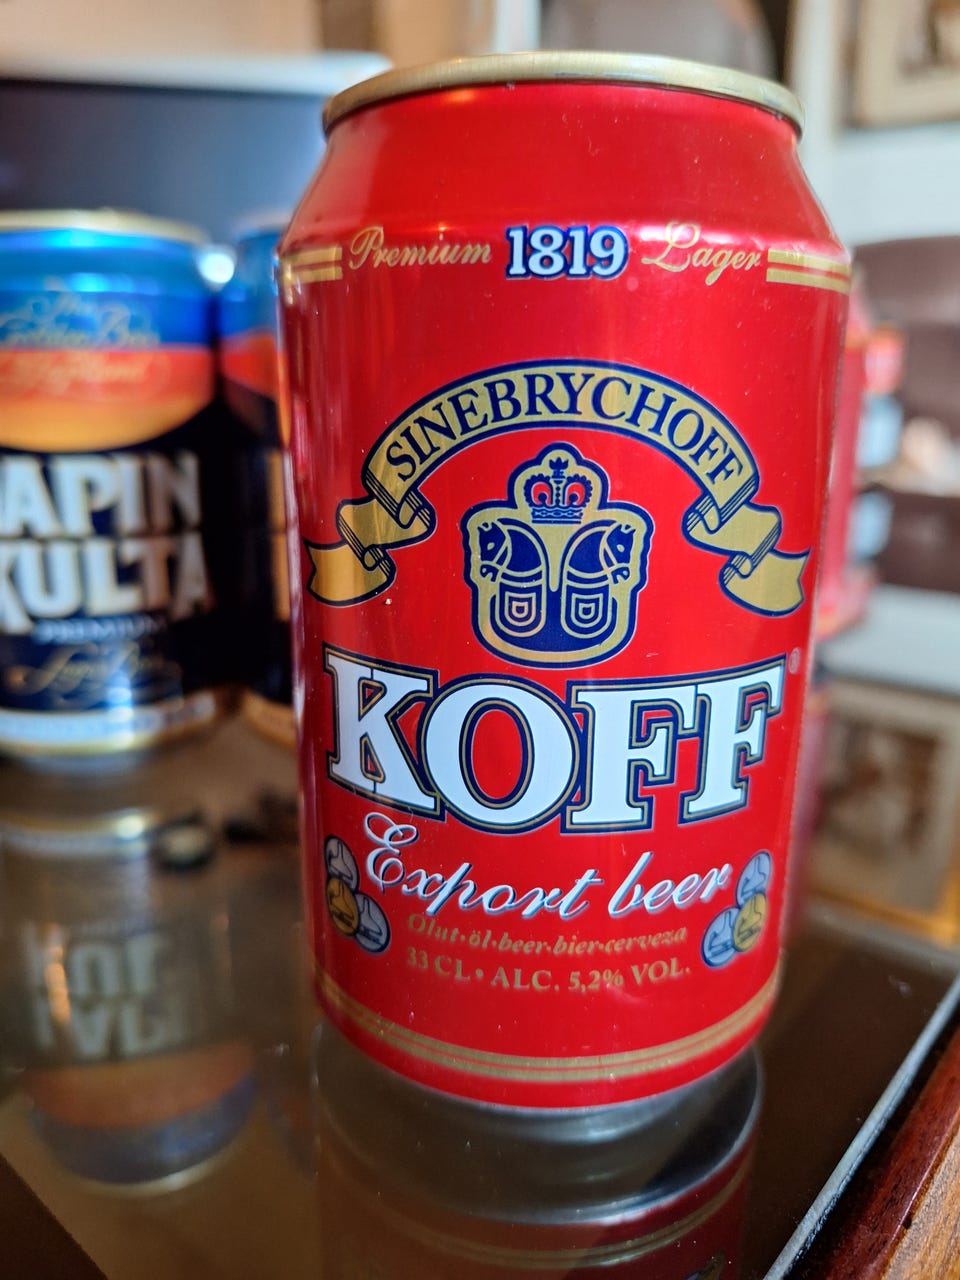 Premium 1819 Lager
SINEBRYCHOFF
KOFF
®
Export beer
Olut·öl·beer·bier·cerveza
33 CL • ALC. 5,2% VOL.
APIN
KULTA
PREMIUM